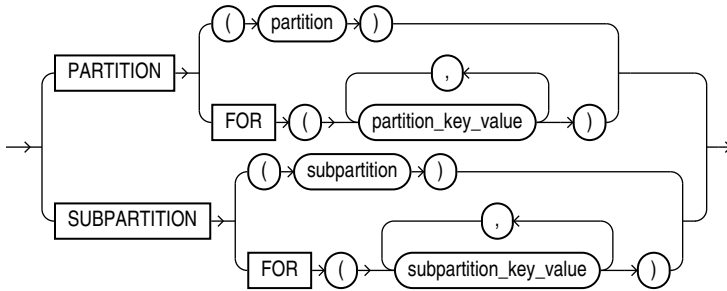 ( partition )
PARTITION
,
FOR ( partition_key_value )
( subpartition )
SUBPARTITION
,
FOR ( subpartition_key_value )